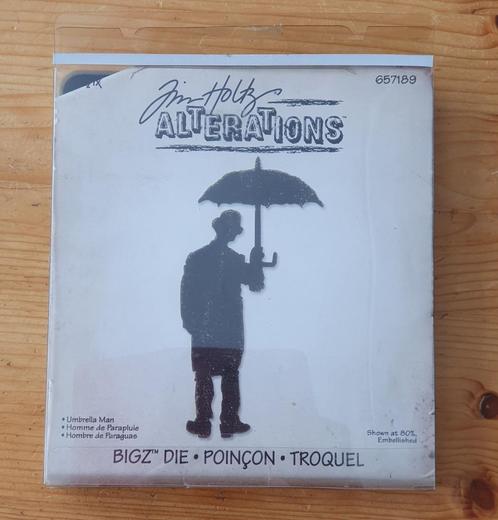 657189
Tim Holtz
ALTERATIONS™
• Umbrella Man
• Homme de Parapluie
• Hombre de Paraguas
Shown at 80%,
Embellished
BIGZ™ DIE • POINÇON • TROQUEL